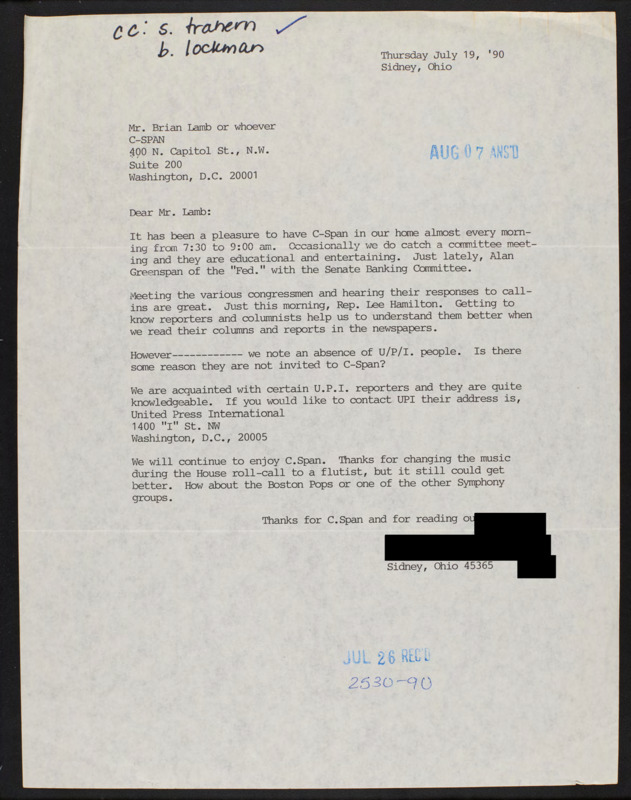 cc: s. trahern ✓
b. lockman
Thursday July 19, '90
Sidney, Ohio
Mr. Brian Lamb or whoever
C-SPAN
400 N. Capitol St., N.W.
Suite 200
Washington, D.C. 20001
AUG 07 ANS'D
Dear Mr. Lamb:
It has been a pleasure to have C-Span in our home almost every morn-
ing from 7:30 to 9:00 am. Occasionally we do catch a committee meet-
ing and they are educational and entertaining. Just lately, Alan
Greenspan of the "Fed." with the Senate Banking Committee.
Meeting the various congressmen and hearing their responses to call-
ins are great. Just this morning, Rep. Lee Hamilton. Getting to
know reporters and columnists help us to understand them better when
we read their columns and reports in the newspapers.
However------------ we note an absence of U/P/I. people. Is there
some reason they are not invited to C-Span?
We are acquainted with certain U.P.I. reporters and they are quite
knowledgeable. If you would like to contact UPI their address is,
United Press International
1400 "I" St. NW
Washington, D.C., 20005
We will continue to enjoy C.Span. Thanks for changing the music
during the House roll-call to a flutist, but it still could get
better. How about the Boston Pops or one of the other Symphony
groups.
Thanks for C.Span and for reading ou
Sidney, Ohio 45365
JUL 26 REC'D
2530-90